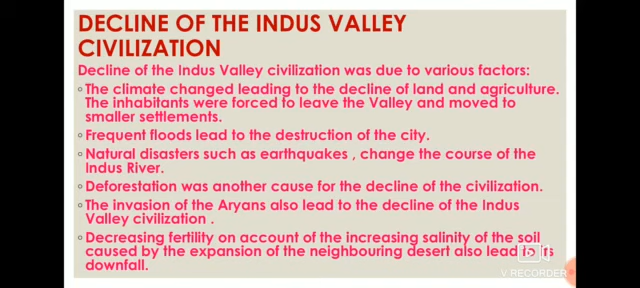 DECLINE OF THE INDUS VALLEY
CIVILIZATION
Decline of the Indus Valley civilization was due to various factors:
The climate changed leading to the decline of land and agriculture.
The inhabitants were forced to leave the Valley and moved to
smaller settlements.
Frequent floods lead to the destruction of the city.
Natural disasters such as earthquakes , change the course of the
Indus River.
Deforestation was another cause for the decline of the civilization.
The invasion of the Aryans also lead to the decline of the Indus
Valley civilization .
Decreasing fertility on account of the increasing salinity of the soil
caused by the expansion of the neighbouring desert also lead to its
downfall.
V RECORDER